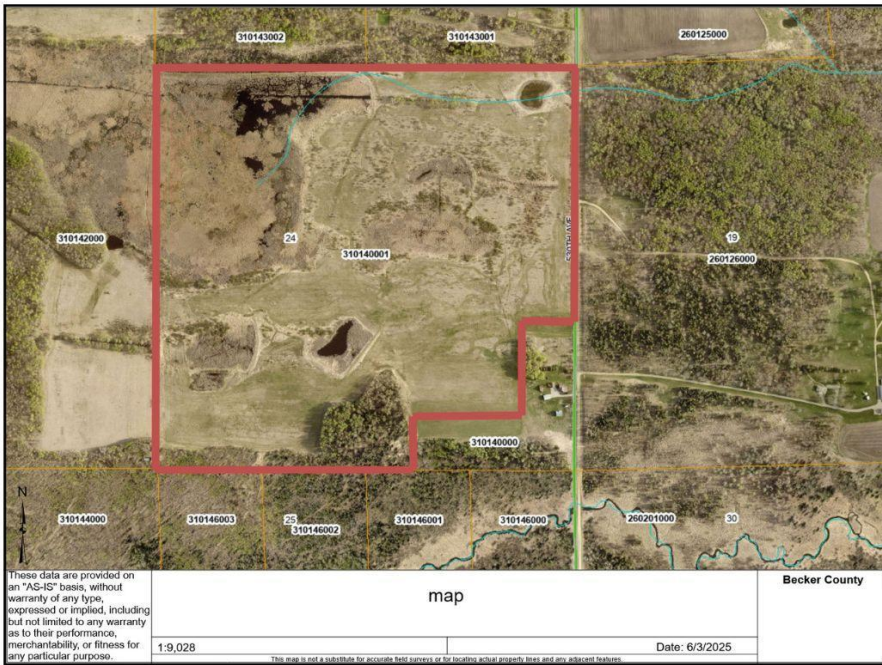 310143002
310143001
260125000
310142000
24
310140001
19
260126000
310140000
N
310144000
310146003
25
310146002
310146001
310146000
260201000
30
These data are provided on
an "AS-IS" basis, without
warranty of any type,
expressed or implied, including
but not limited to any warranty
as to their performance,
merchantability, or fitness for
any particular purpose.
map
Becker County
1:9,028
Date: 6/3/2025
This map is not a substitute for accurate field surveys or for locating actual property lines and any adjacent features.